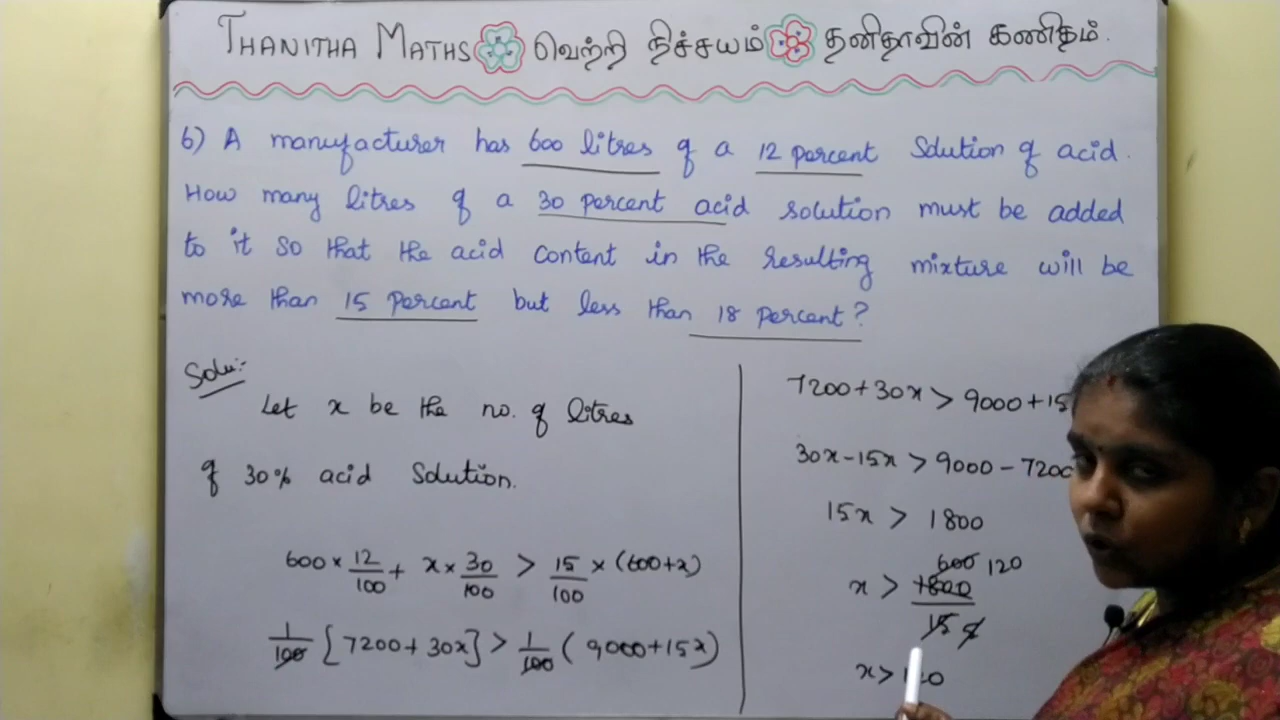 THANITHA MATHS வெற்றி நிச்சயம் தனிதாவின் கணிதம்.
6) A manufacturer has 600 litres of a 12 percent Solution of acid.
How many litres of a 30 percent acid solution must be added
to it so that the acid content in the resulting mixture will be
more than 15 percent but less than 18 percent?
Solu:-
Let x be the no. of litres
of 30% acid solution.
600 × 12/100 + x × 30/100 > 15/100 × (600+x)
1/100 [7200 + 30x] > 1/100 (9000 + 15x)
7200 + 30x > 9000 + 15
30x - 15x > 9000 - 7200
15x > 1800
600 120
x > 1800/15 5
x >